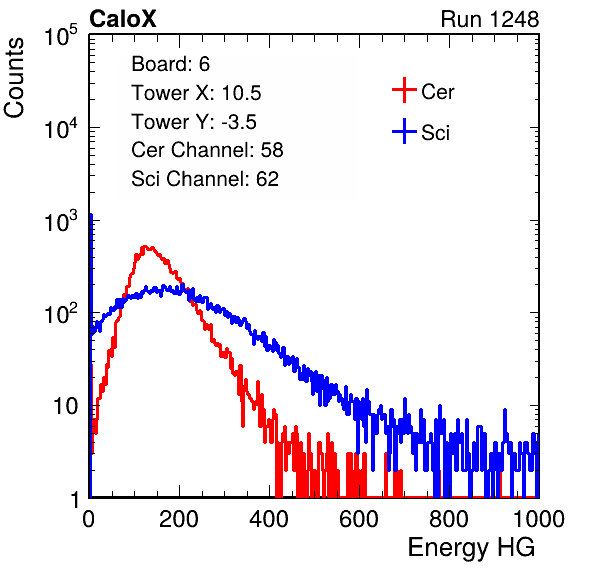 CaloX Run 1248
Counts
Board: 6
Tower X: 10.5
Tower Y: -3.5
Cer Channel: 58
Sci Channel: 62
Cer
Sci
10^5
10^4
10^3
10^2
10
1
0 200 400 600 800 1000
Energy HG